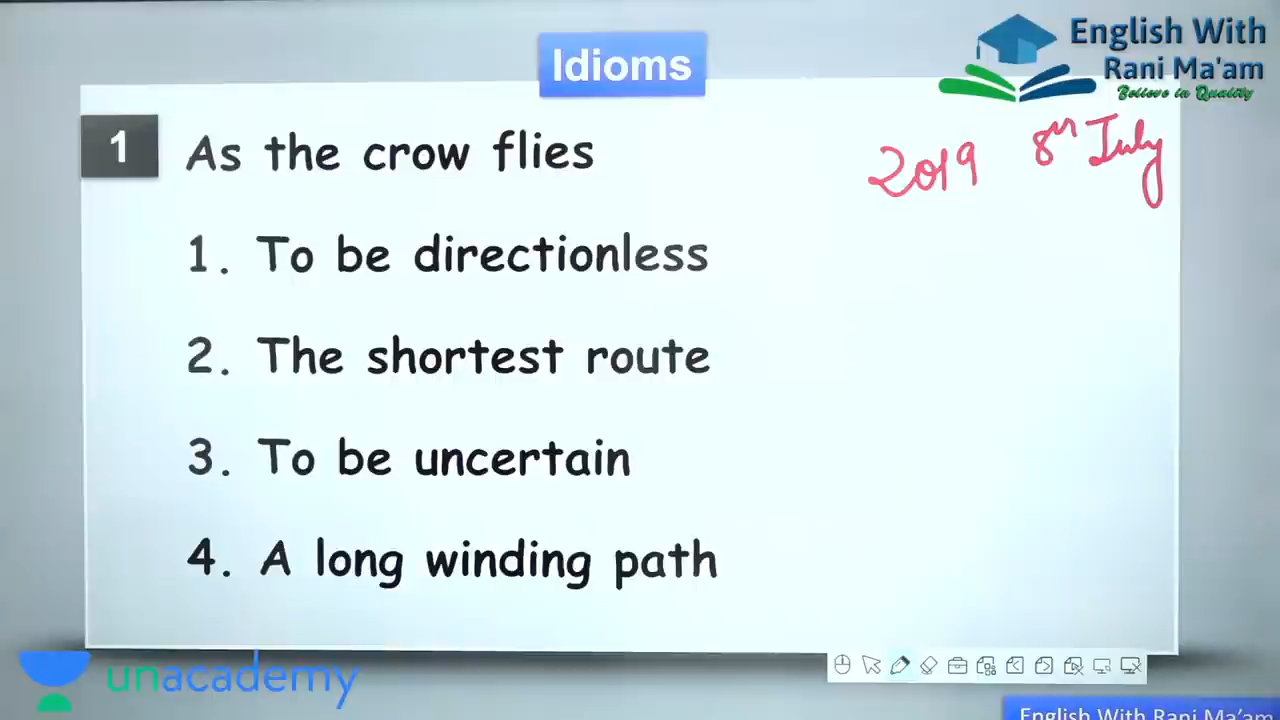 Idioms
English With
Rani Ma'am
Believe in Quality
1 As the crow flies
2019 8th July
1. To be directionless
2. The shortest route
3. To be uncertain
4. A long winding path
unacademy
English With Rani Ma'am